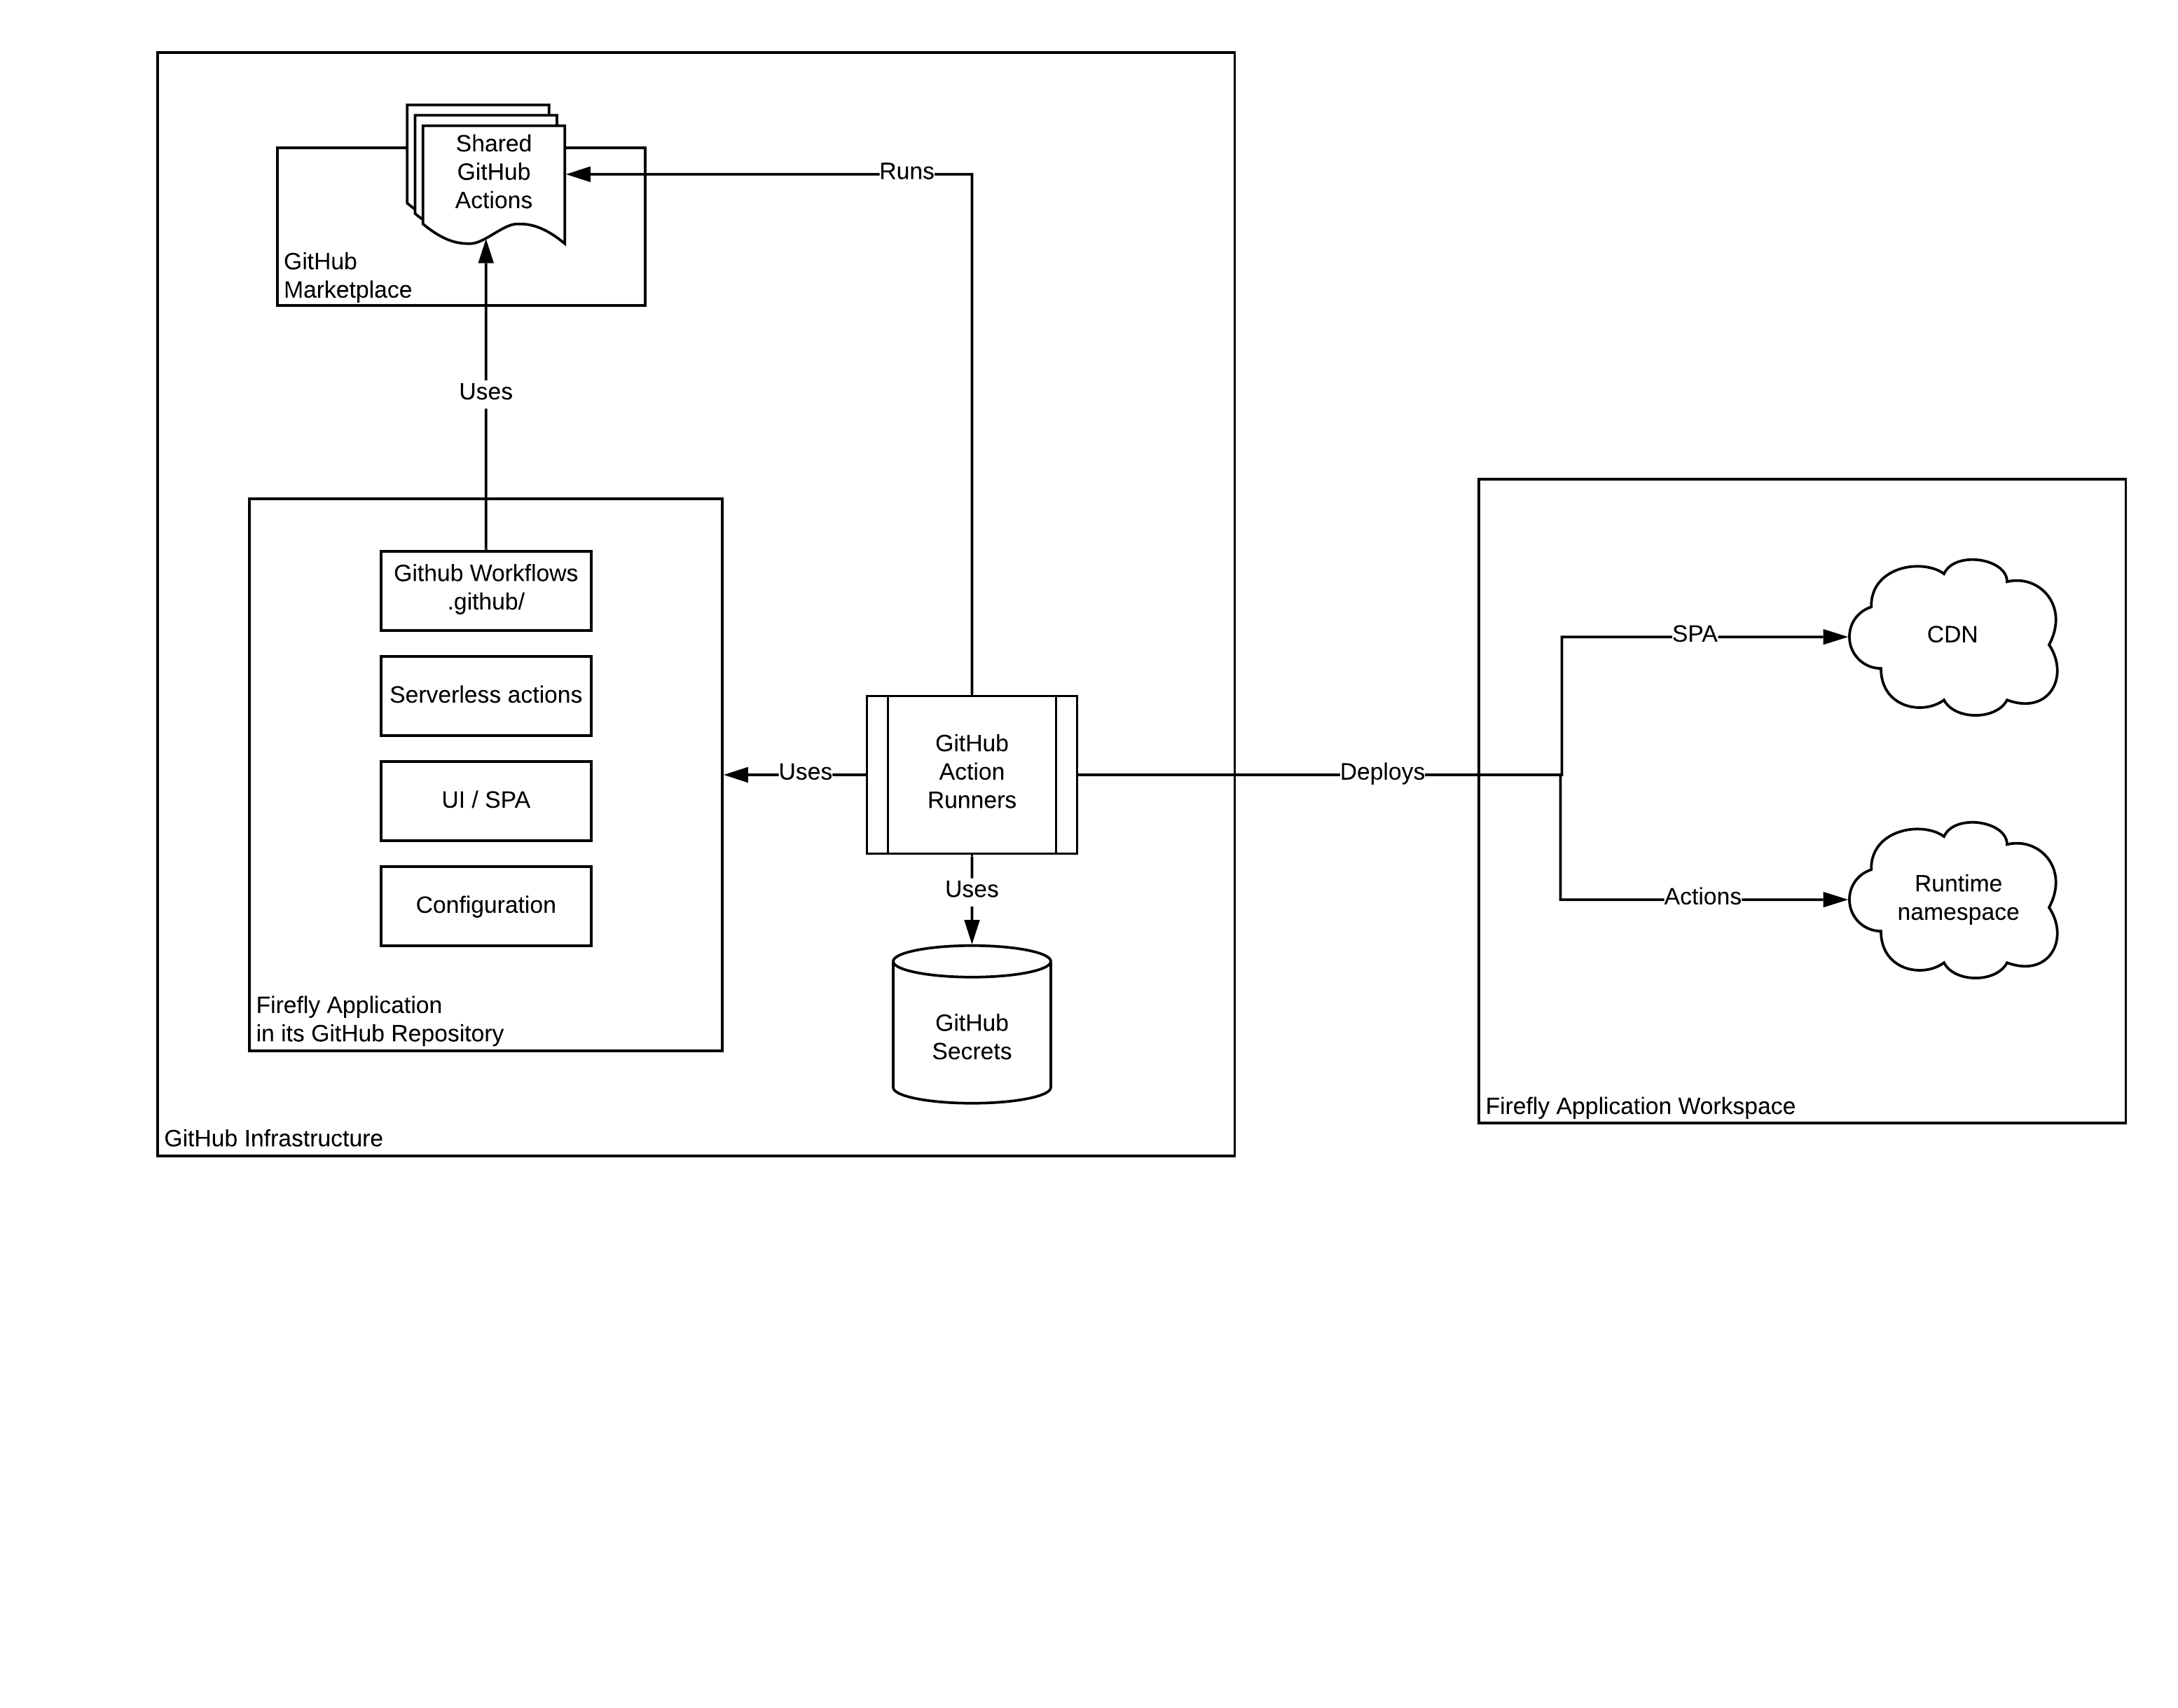 Shared
GitHub
Actions
Runs
GitHub
Marketplace
Uses
Github Workflows
.github/
Serverless actions
UI / SPA
Configuration
Firefly Application
in its GitHub Repository
Uses
GitHub
Action
Runners
Uses
GitHub
Secrets
GitHub Infrastructure
Deploys
SPA
CDN
Actions
Runtime
namespace
Firefly Application Workspace